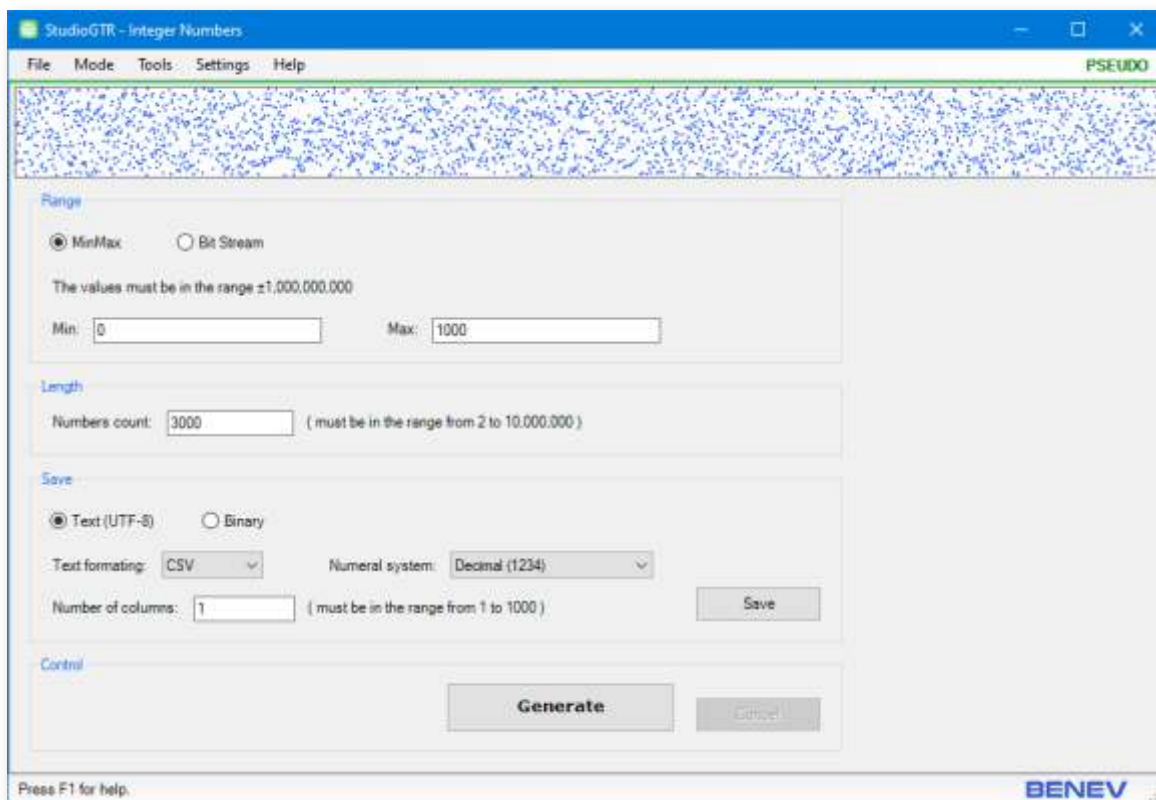 StudioGTR - Integer Numbers
File Mode Tools Settings Help PSEUDO
Range
MinMax Bit Stream
The values must be in the range ±1,000,000,000
Min: 0 Max: 1000
Length
Numbers count: 3000 ( must be in the range from 2 to 10,000,000 )
Save
Text (UTF-8) Binary
Text formating: CSV Numeral system: Decimal (1234)
Number of columns: 1 ( must be in the range from 1 to 1000 ) Save
Control
Generate Cancel
Press F1 for help. BENEV